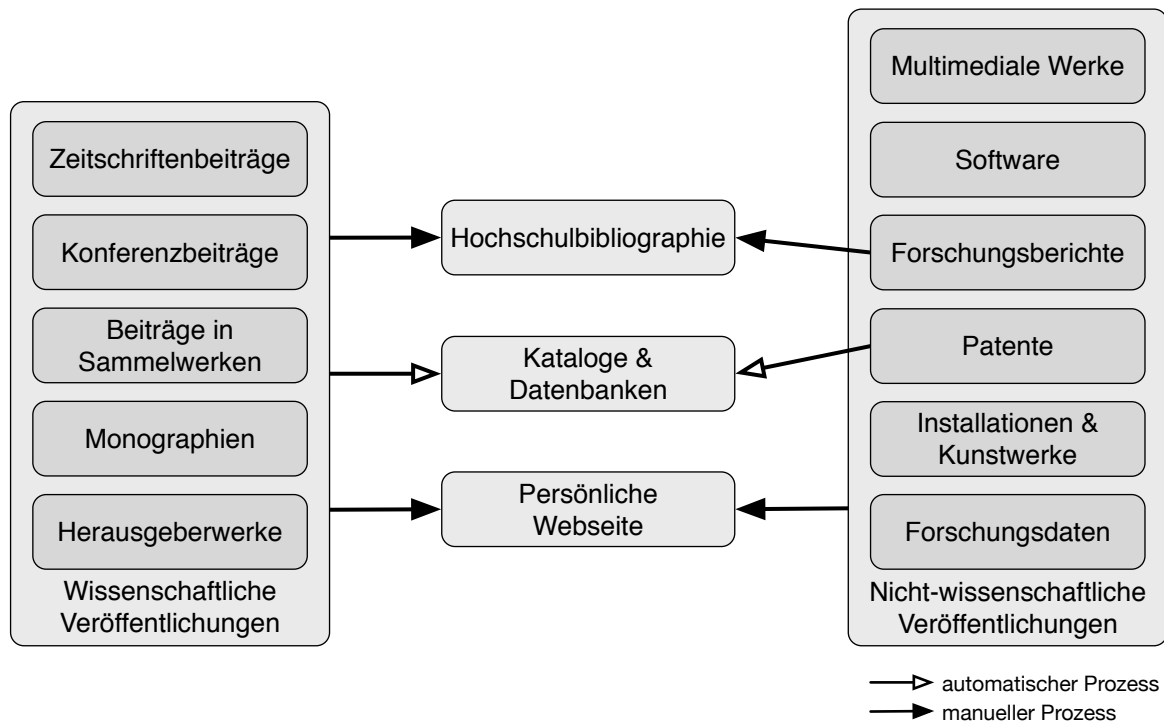 Zeitschriftenbeiträge
Konferenzbeiträge
Beiträge in
Sammelwerken
Monographien
Herausgeberwerke
Wissenschaftliche
Veröffentlichungen
Hochschulbibliographie
Kataloge &
Datenbanken
Persönliche
Webseite
Multimediale Werke
Software
Forschungsberichte
Patente
Installationen &
Kunstwerke
Forschungsdaten
Nicht-wissenschaftliche
Veröffentlichungen
automatischer Prozess
manueller Prozess